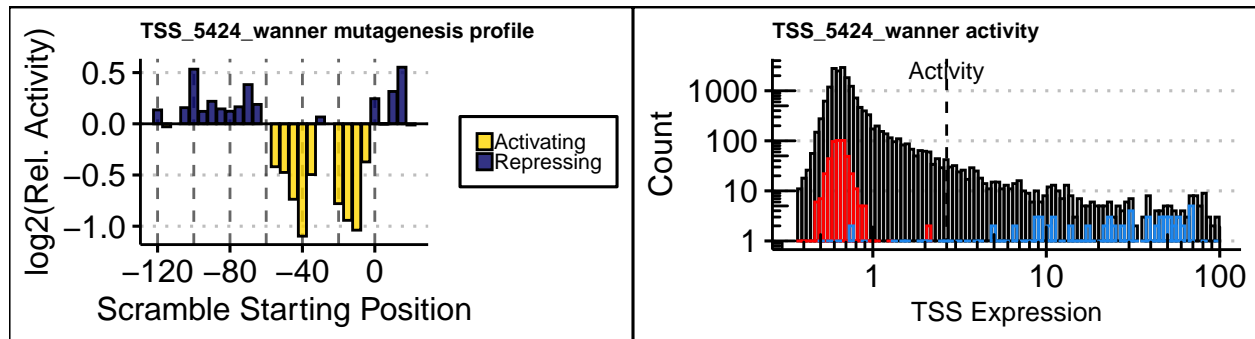 TSS_5424_wanner mutagenesis profile
log2(Rel. Activity)
0.5
0.0
−0.5
−1.0
−120 −80 −40 0
Scramble Starting Position
Activating
Repressing
TSS_5424_wanner activity
Activity
Count
1000
100
10
1
1 10 100
TSS Expression